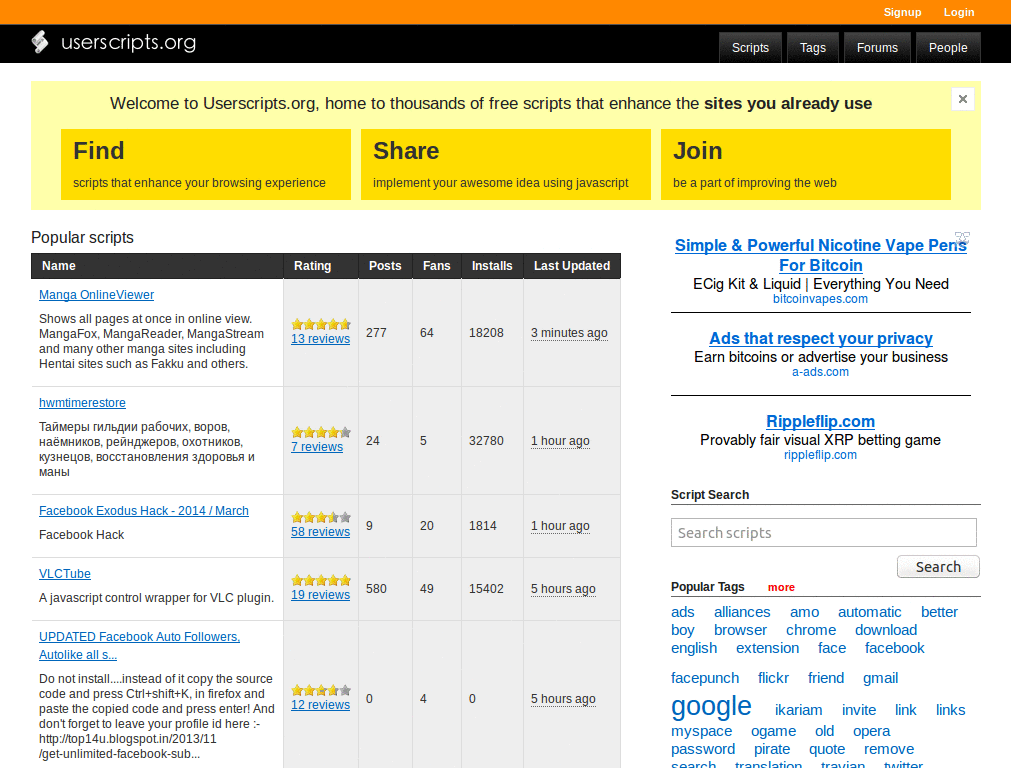 Signup Login
userscripts.org
Scripts Tags Forums People
Welcome to Userscripts.org, home to thousands of free scripts that enhance the sites you already use
Find
scripts that enhance your browsing experience
Share
implement your awesome idea using javascript
Join
be a part of improving the web
Popular scripts
Name Rating Posts Fans Installs Last Updated
Manga OnlineViewer
Shows all pages at once in online view.
MangaFox, MangaReader, MangaStream
and many other manga sites including
Hentai sites such as Fakku and others.
13 reviews
277 64 18208 3 minutes ago
hwmtimerestore
Таймеры гильдии рабочих, воров,
наёмников, рейнджеров, охотников,
кузнецов, восстановления здоровья и
маны
7 reviews
24 5 32780 1 hour ago
Facebook Exodus Hack - 2014 / March
Facebook Hack
58 reviews
9 20 1814 1 hour ago
VLCTube
A javascript control wrapper for VLC plugin.
19 reviews
580 49 15402 5 hours ago
UPDATED Facebook Auto Followers,
Autolike all s...
Do not install....instead of it copy the source
code and press Ctrl+shift+K, in firefox and
paste the copied code and press enter! And
don't forget to leave your profile id here :-
http://top14u.blogspot.in/2013/11
/get-unlimited-facebook-sub...
12 reviews
0 4 0 5 hours ago
Simple & Powerful Nicotine Vape Pens
For Bitcoin
ECig Kit & Liquid | Everything You Need
bitcoinvapes.com
Ads that respect your privacy
Earn bitcoins or advertise your business
a-ads.com
Rippleflip.com
Provably fair visual XRP betting game
rippleflip.com
Script Search
Search scripts
Search
Popular Tags more
ads alliances amo automatic better
boy browser chrome download
english extension face facebook
facepunch flickr friend gmail
google ikariam invite link links
myspace ogame old opera
password pirate quote remove
search translation travian twitter